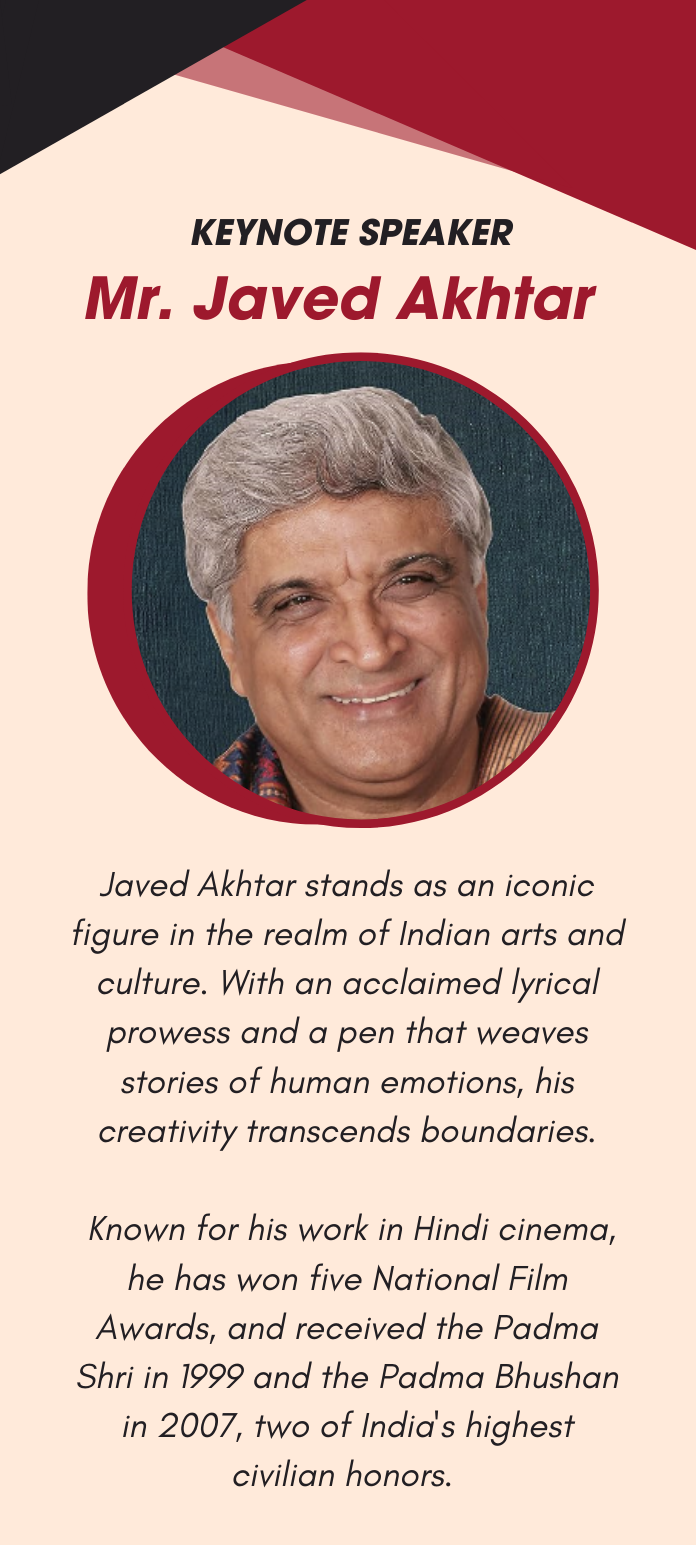 KEYNOTE SPEAKER
Mr. Javed Akhtar
Javed Akhtar stands as an iconic
figure in the realm of Indian arts and
culture. With an acclaimed lyrical
prowess and a pen that weaves
stories of human emotions, his
creativity transcends boundaries.
Known for his work in Hindi cinema,
he has won five National Film
Awards, and received the Padma
Shri in 1999 and the Padma Bhushan
in 2007, two of India's highest
civilian honors.